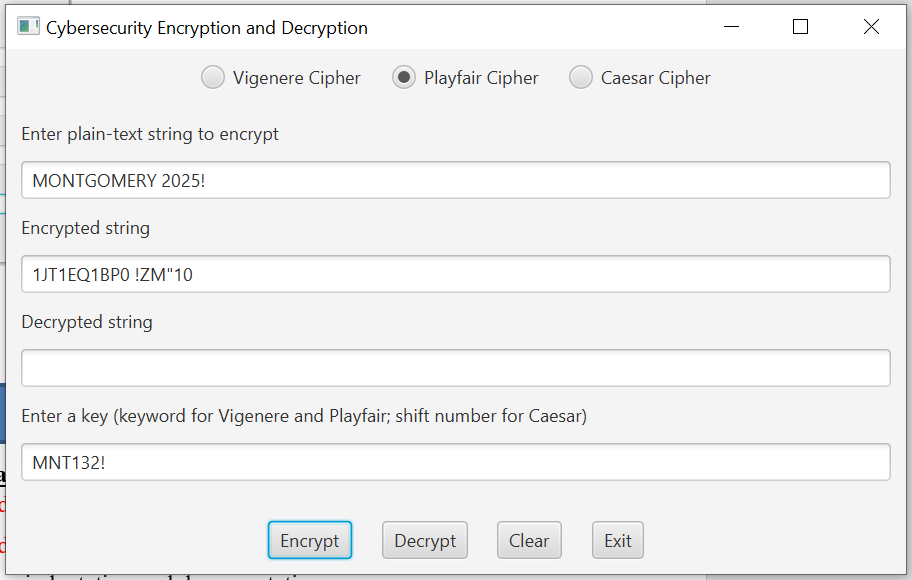 Cybersecurity Encryption and Decryption
Vigenere Cipher Playfair Cipher Caesar Cipher
Enter plain-text string to encrypt
MONTGOMERY 2025!
Encrypted string
1JT1EQ1BP0 !ZM"10
Decrypted string
Enter a key (keyword for Vigenere and Playfair; shift number for Caesar)
MNT132!
Encrypt Decrypt Clear Exit